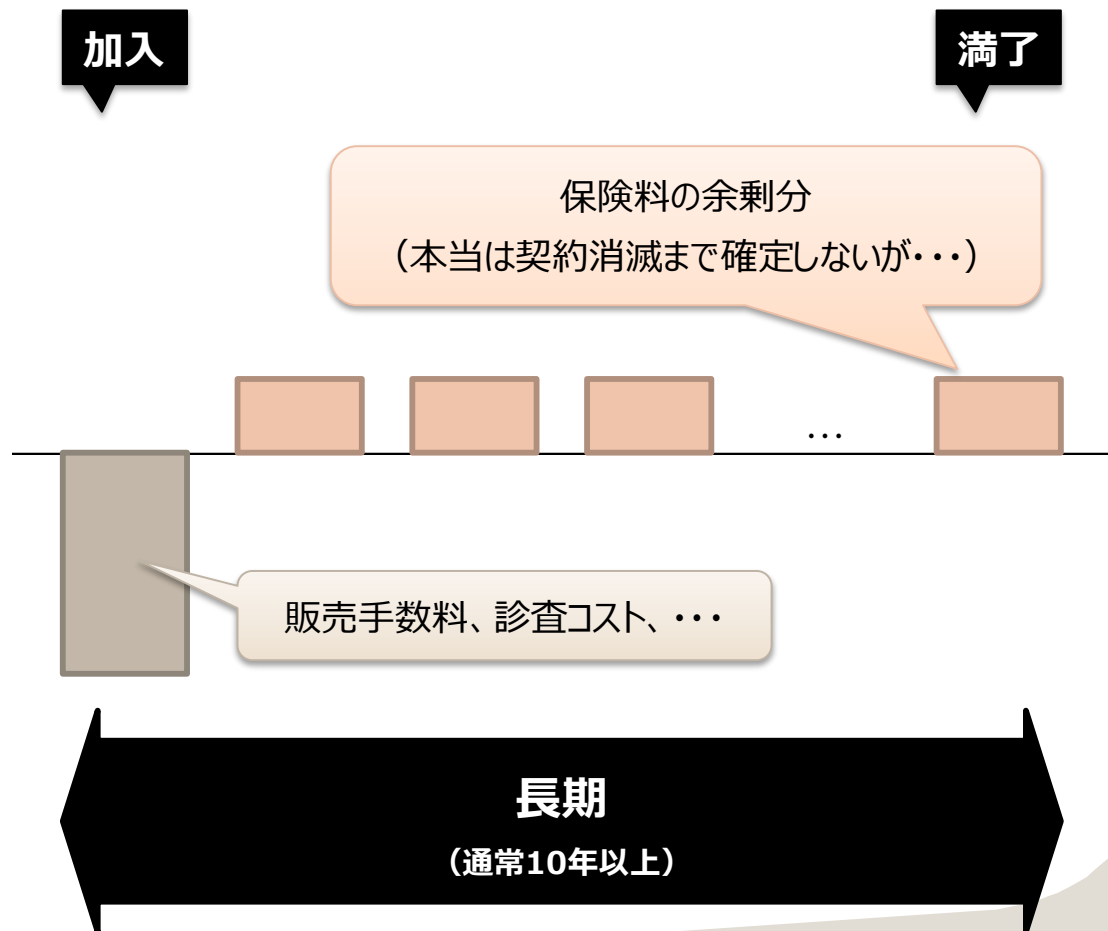 加入
満了
保険料の余剰分
（本当は契約消滅まで確定しないが・・・）
...
販売手数料、診査コスト、・・・
長期
（通常10年以上）